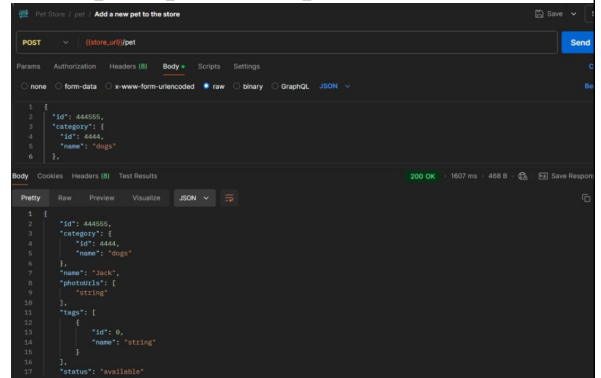 Pet Store / pet / Add a new pet to the store Save
POST {{store_url}}/pet Send
Params Authorization Headers (8) Body Scripts Settings
none form-data x-www-form-urlencoded raw binary GraphQL JSON
1 {
2 "id": 444555,
3 "category": {
4 "id": 4444,
5 "name": "dogs"
6 },
Body Cookies Headers (8) Test Results 200 OK 1607 ms 468 B Save Respon
Pretty Raw Preview Visualize JSON
1 {
2 "id": 444555,
3 "category": {
4 "id": 4444,
5 "name": "dogs"
6 },
7 "name": "Jack",
8 "photoUrls": [
9 "string"
10 ],
11 "tags": [
12 {
13 "id": 0,
14 "name": "string"
15 }
16 ],
17 "status": "available"